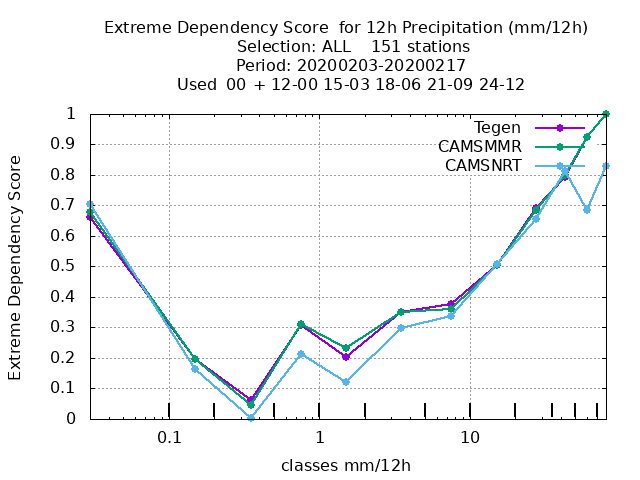 Extreme Dependency Score  for 12h Precipitation (mm/12h)
Selection: ALL    151 stations
Period: 20200203-20200217
Used  00 + 12-00 15-03 18-06 21-09 24-12
Tegen
CAMSMMR
CAMSNRT
1
0.9
0.8
0.7
0.6
0.5
0.4
0.3
0.2
0.1
0
Extreme Dependency Score
0.1 1 10
classes mm/12h